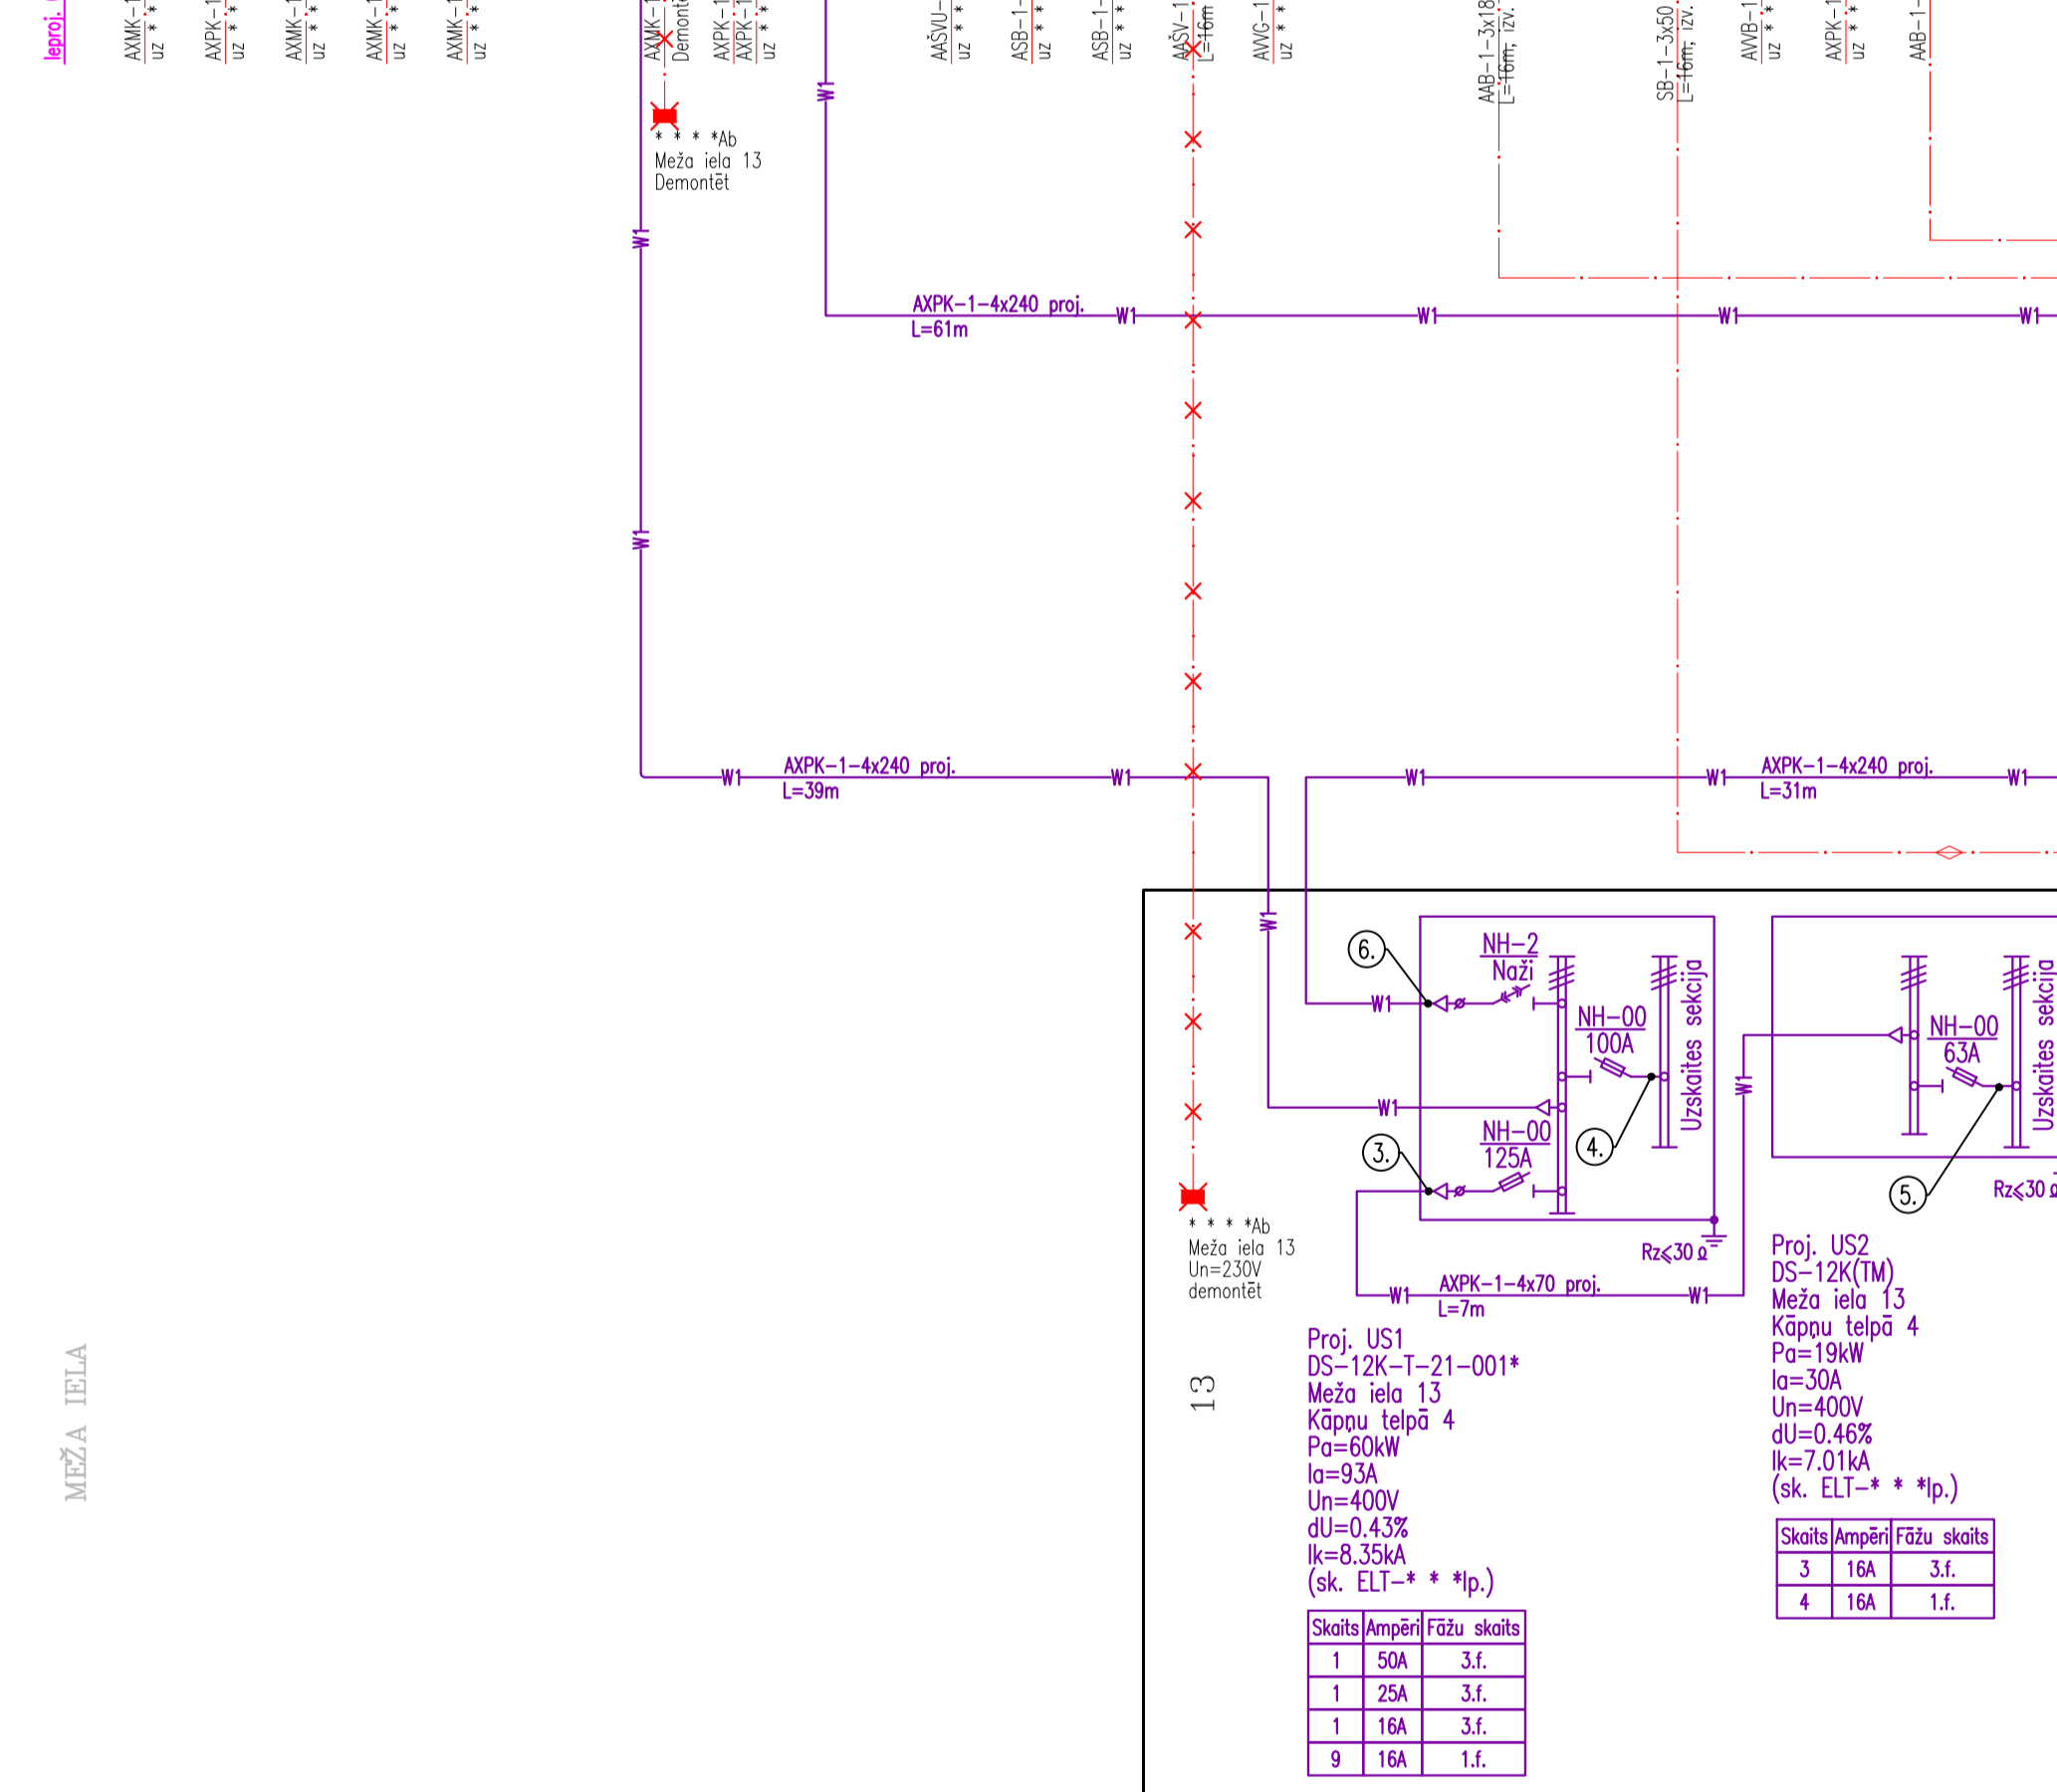 Ieproj.
AXMK-1
uz * *
AXPK-1
uz * *
AXMK-1
uz * *
AXMK-1
uz * *
AXMK-1
uz * *
AXMK-1
Demont
AXPK-1
AXPK-1
uz * *
AAŠVU-
uz * *
ASB-1-
uz * *
ASB-1-
uz * *
AAŠV-1
L=16m
AVVG-1
uz * *
AAB-1-3x18
L=16m, izv.
SB-1-3x50
L=16m, izv.
AVVB-1
uz * *
AXPK-1
uz * *
AAB-1-
W1
* * * *Ab
Meža iela 13
Demontēt
W1
AXPK-1-4x240 proj.
L=61m
W1
W1
W1
W1
W1
W1
AXPK-1-4x240 proj.
L=39m
W1
W1
W1
AXPK-1-4x240 proj.
L=31m
W1
W1
6.
NH-2
Naži
W1
NH-00
100A
Uzskaites sekcija
W1
3.
NH-00
125A
4.
Rz≤30 Ω
W1
NH-00
63A
Uzskaites sekcija
5.
Rz≤30 Ω
* * * *Ab
Meža iela 13
Un=230V
demontēt
W1
AXPK-1-4x70 proj.
L=7m
W1
13
MEŽA IELA
Proj. US1
DS-12K-T-21-001*
Meža iela 13
Kāpņu telpā 4
Pa=60kW
Ia=93A
Un=400V
dU=0.43%
Ik=8.35kA
(sk. ELT-* * *lp.)
Skaits Ampēri Fāžu skaits
1 50A 3.f.
1 25A 3.f.
1 16A 3.f.
9 16A 1.f.
Proj. US2
DS-12K(TM)
Meža iela 13
Kāpņu telpā 4
Pa=19kW
Ia=30A
Un=400V
dU=0.46%
Ik=7.01kA
(sk. ELT-* * *lp.)
Skaits Ampēri Fāžu skaits
3 16A 3.f.
4 16A 1.f.